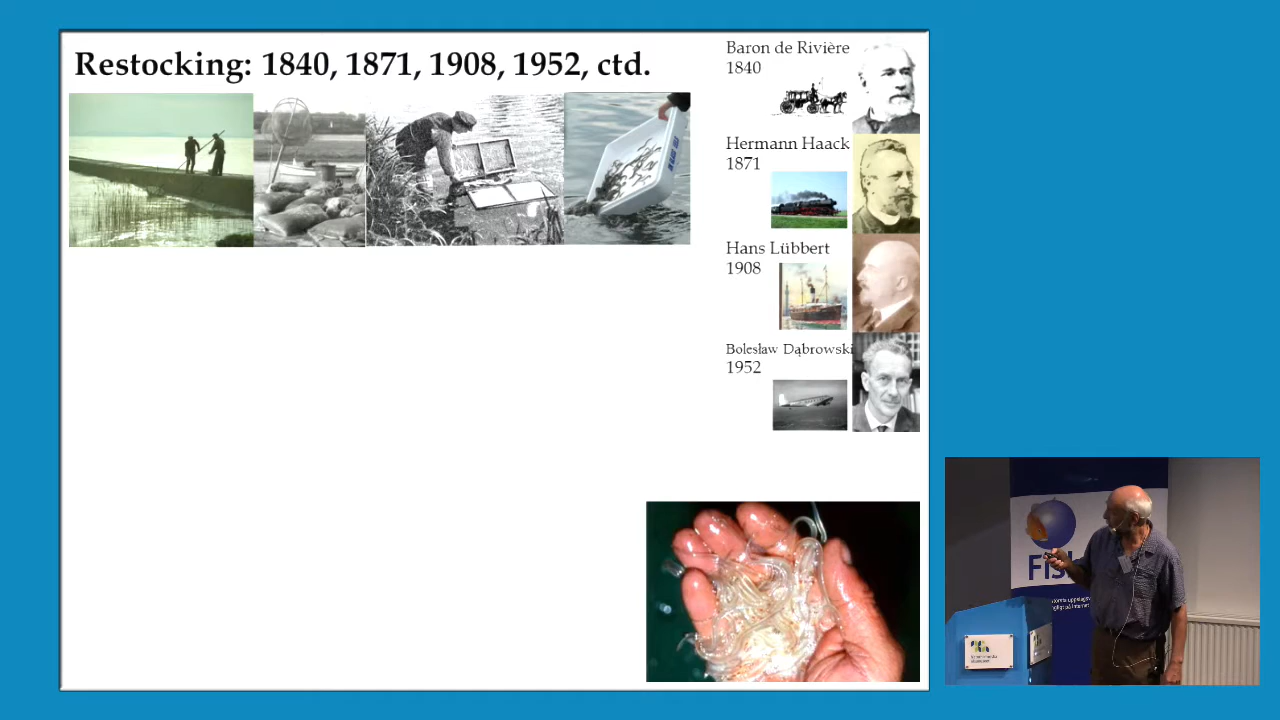 Restocking: 1840, 1871, 1908, 1952, ctd.
Baron de Rivière
1840
Hermann Haack
1871
Hans Lübbert
1908
Bolesław Dąbrowski
1952